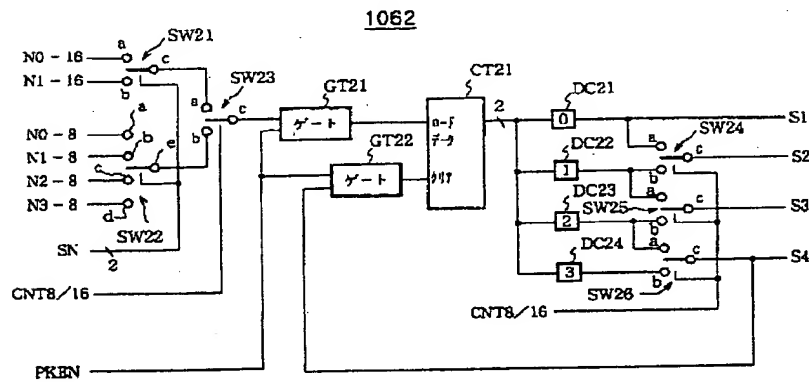 1062
SW21
a
N0-16
c
N1-16
b
SW23
a
c
b
a
N0-8
b
N1-8
e
c
N2-8
N3-8
d
SW22
SN
2
CNT8/16
PKEN
GT21
ゲート
GT22
ゲート
CT21
ロード
データ
クリア
2
DC21
0
S1
a
SW24
c
S2
b
DC22
1
a
DC23
SW25
c
S3
2
b
a
DC24
c
S4
3
b
SW26
CNT8/16